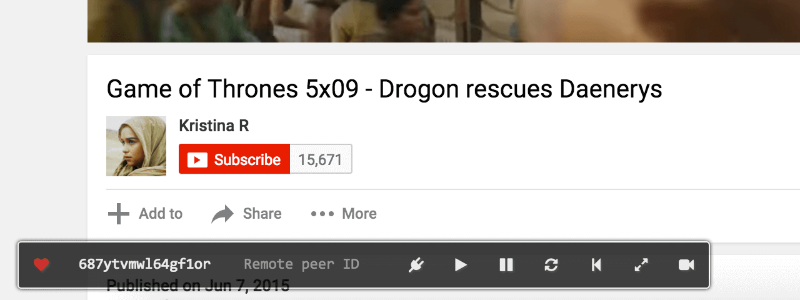 Game of Thrones 5x09 - Drogon rescues Daenerys
Kristina R
Subscribe 15,671
Add to Share More
687ytvmwl64gf1or Remote peer ID
Published on Jun 7, 2015